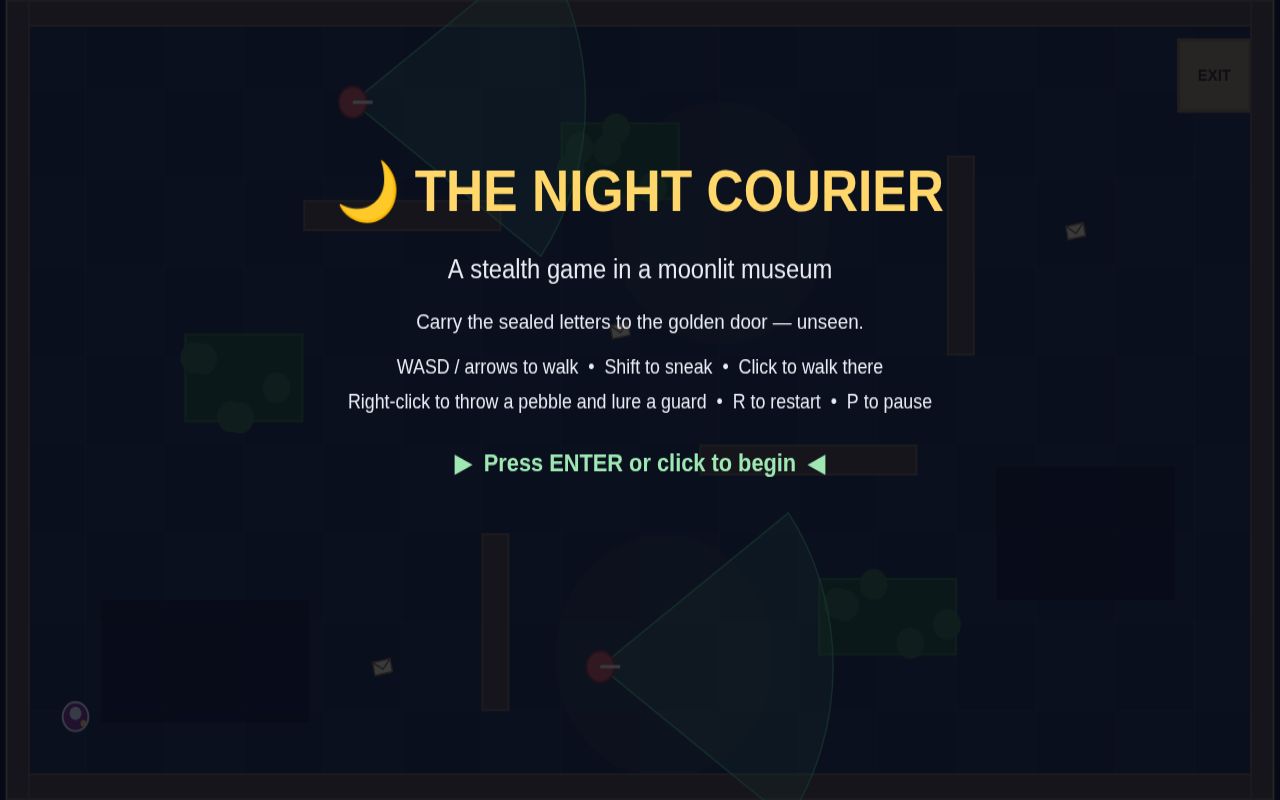 EXIT
🌙 THE NIGHT COURIER
A stealth game in a moonlit museum
Carry the sealed letters to the golden door — unseen.
WASD / arrows to walk • Shift to sneak • Click to walk there
Right-click to throw a pebble and lure a guard • R to restart • P to pause
▶ Press ENTER or click to begin ◀